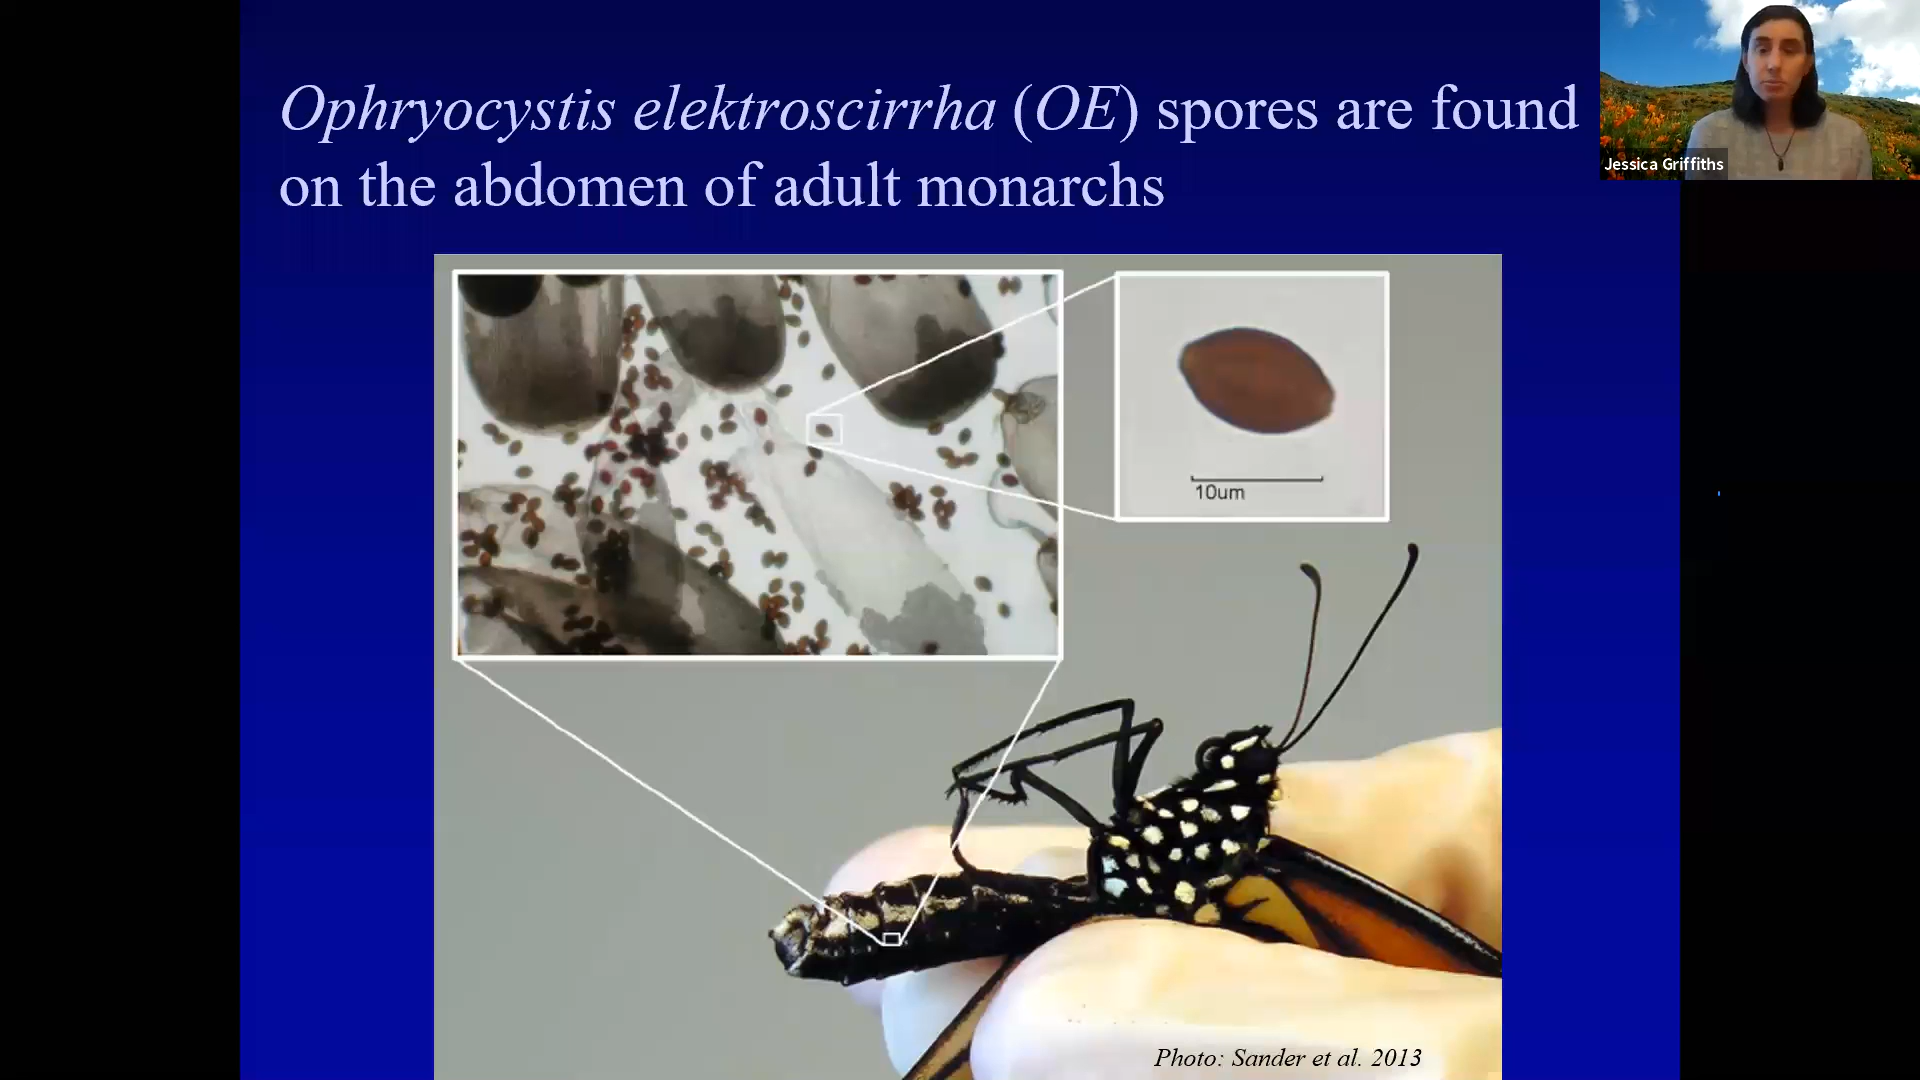 Ophryocystis elektroscirrha (OE) spores are found
on the abdomen of adult monarchs
Jessica Griffiths
10um
Photo: Sander et al. 2013